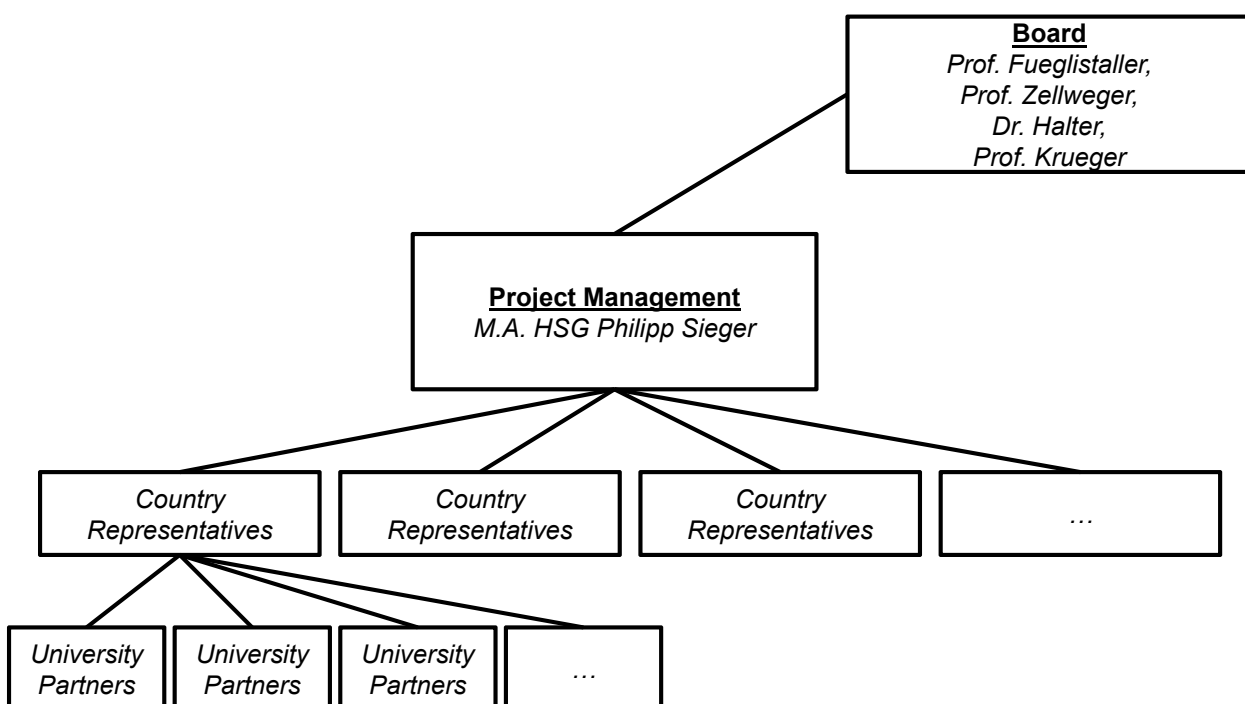 Board
Prof. Fueglistaller,
Prof. Zellweger,
Dr. Halter,
Prof. Krueger
Project Management
M.A. HSG Philipp Sieger
Country
Representatives
Country
Representatives
Country
Representatives
…
University
Partners
University
Partners
University
Partners
…